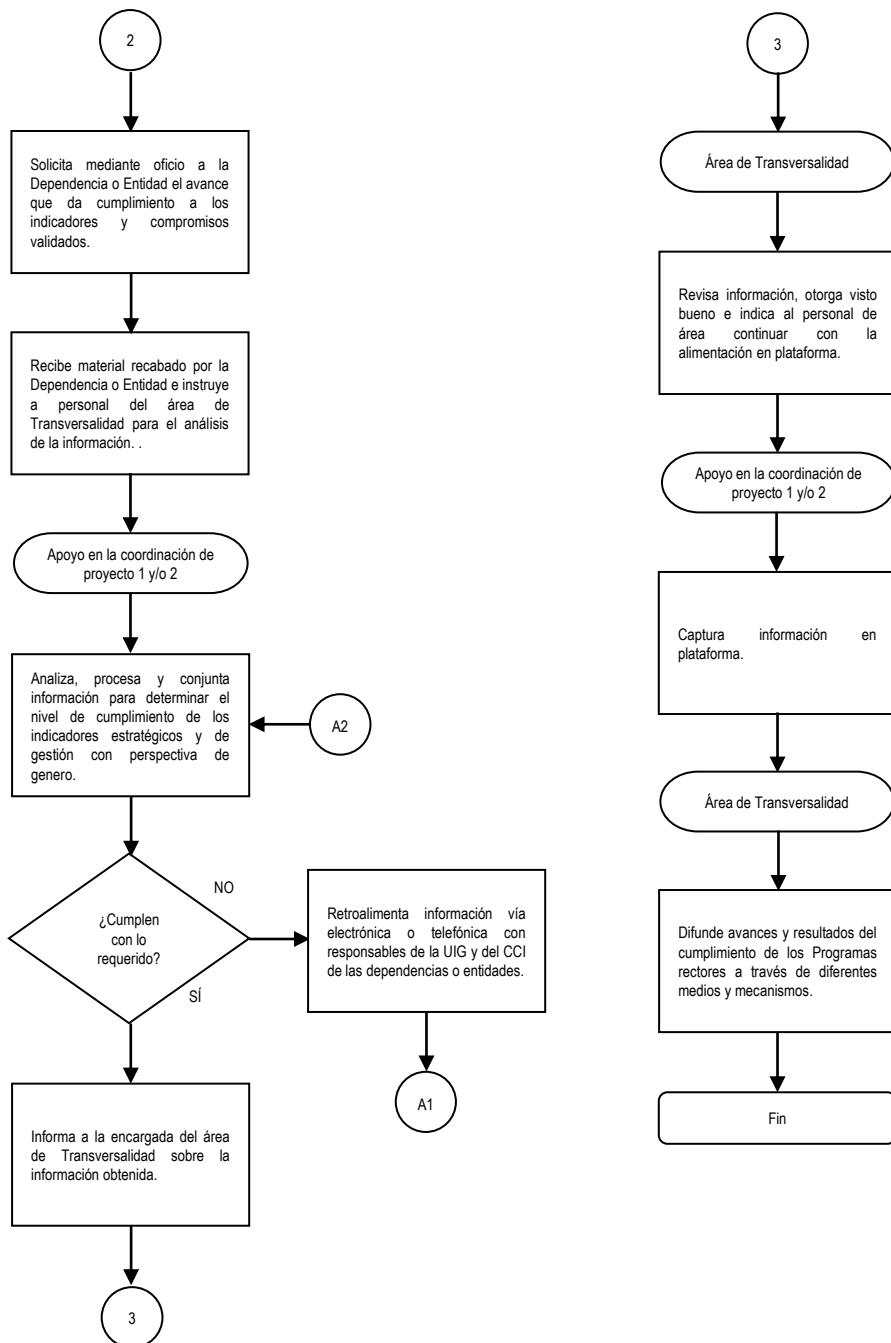 2
Solicita mediante oficio a la
Dependencia o Entidad el avance
que da cumplimiento a los
indicadores y compromisos
validados.
Recibe material recabado por la
Dependencia o Entidad e instruye
a personal del área de
Transversalidad para el análisis
de la información. .
Apoyo en la coordinación de
proyecto 1 y/o 2
Analiza, procesa y conjunta
información para determinar el
nivel de cumplimiento de los
indicadores estratégicos y de
gestión con perspectiva de
genero.
A2
¿Cumplen
con lo
requerido?
NO
SÍ
Retroalimenta información vía
electrónica o telefónica con
responsables de la UIG y del CCI
de las dependencias o entidades.
A1
Informa a la encargada del área
de Transversalidad sobre la
información obtenida.
3
3
Área de Transversalidad
Revisa información, otorga visto
bueno e indica al personal de
área continuar con la
alimentación en plataforma.
Apoyo en la coordinación de
proyecto 1 y/o 2
Captura información en
plataforma.
Área de Transversalidad
Difunde avances y resultados del
cumplimiento de los Programas
rectores a través de diferentes
medios y mecanismos.
Fin